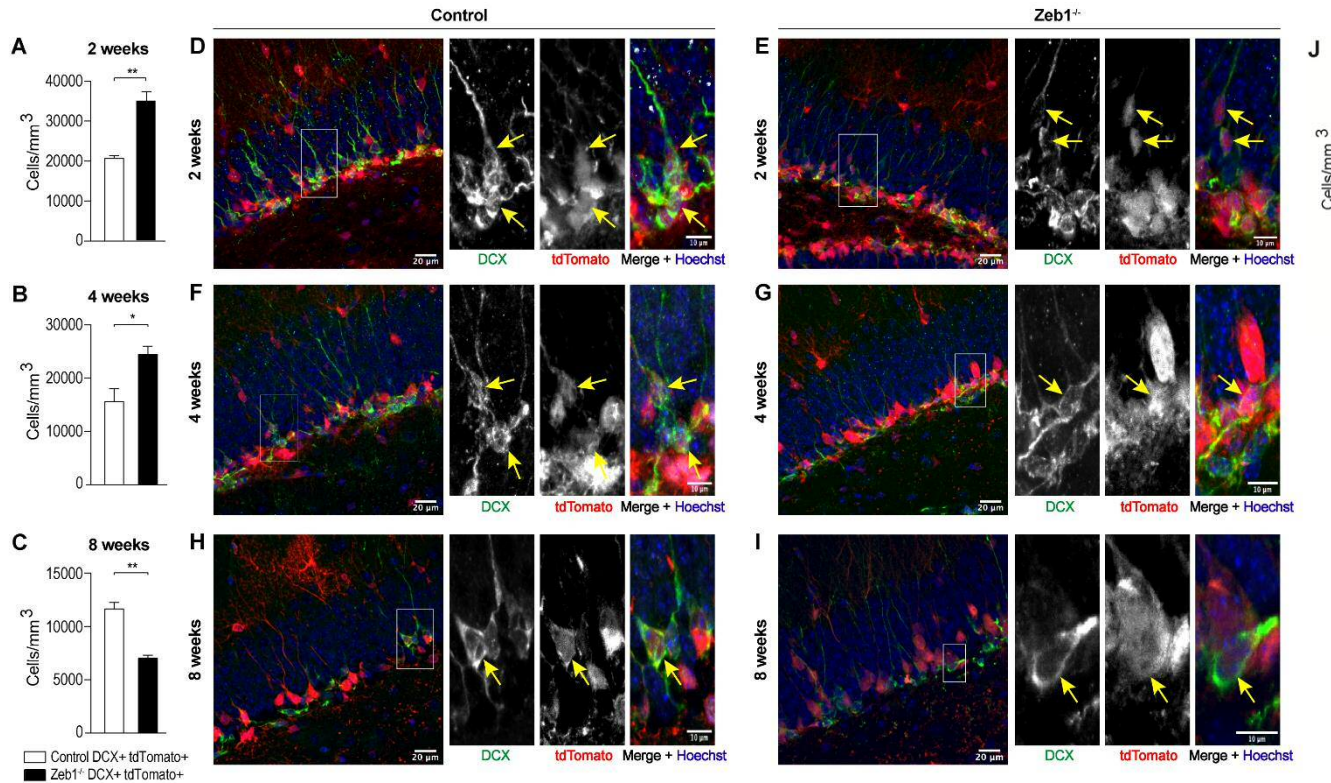 Control
Zeb1-/-
A
2 weeks
**
40000
30000
20000
10000
0
Cells/mm3
D
2 weeks
20 μm
10 μm
DCX
tdTomato
Merge + Hoechst
E
2 weeks
20 μm
10 μm
DCX
tdTomato
Merge + Hoechst
J
Cells/mm3
B
4 weeks
*
30000
20000
10000
0
Cells/mm3
F
4 weeks
20 μm
10 μm
DCX
tdTomato
Merge + Hoechst
G
4 weeks
20 μm
10 μm
DCX
tdTomato
Merge + Hoechst
C
8 weeks
**
15000
10000
5000
0
Cells/mm3
H
8 weeks
20 μm
10 μm
DCX
tdTomato
Merge + Hoechst
I
8 weeks
20 μm
10 μm
DCX
tdTomato
Merge + Hoechst
Control DCX+ tdTomato+
Zeb1-/- DCX+ tdTomato+